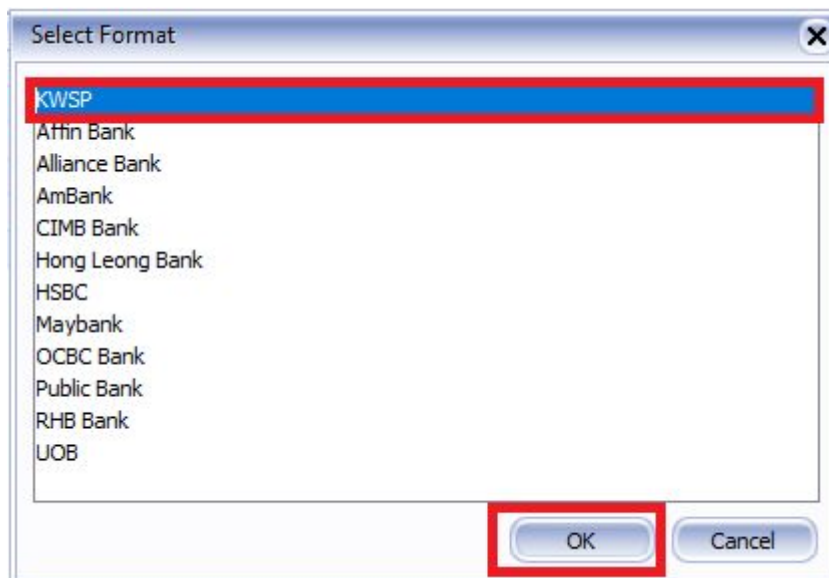 Select Format
KWSP
Affin Bank
Alliance Bank
AmBank
CIMB Bank
Hong Leong Bank
HSBC
Maybank
OCBC Bank
Public Bank
RHB Bank
UOB
OK
Cancel